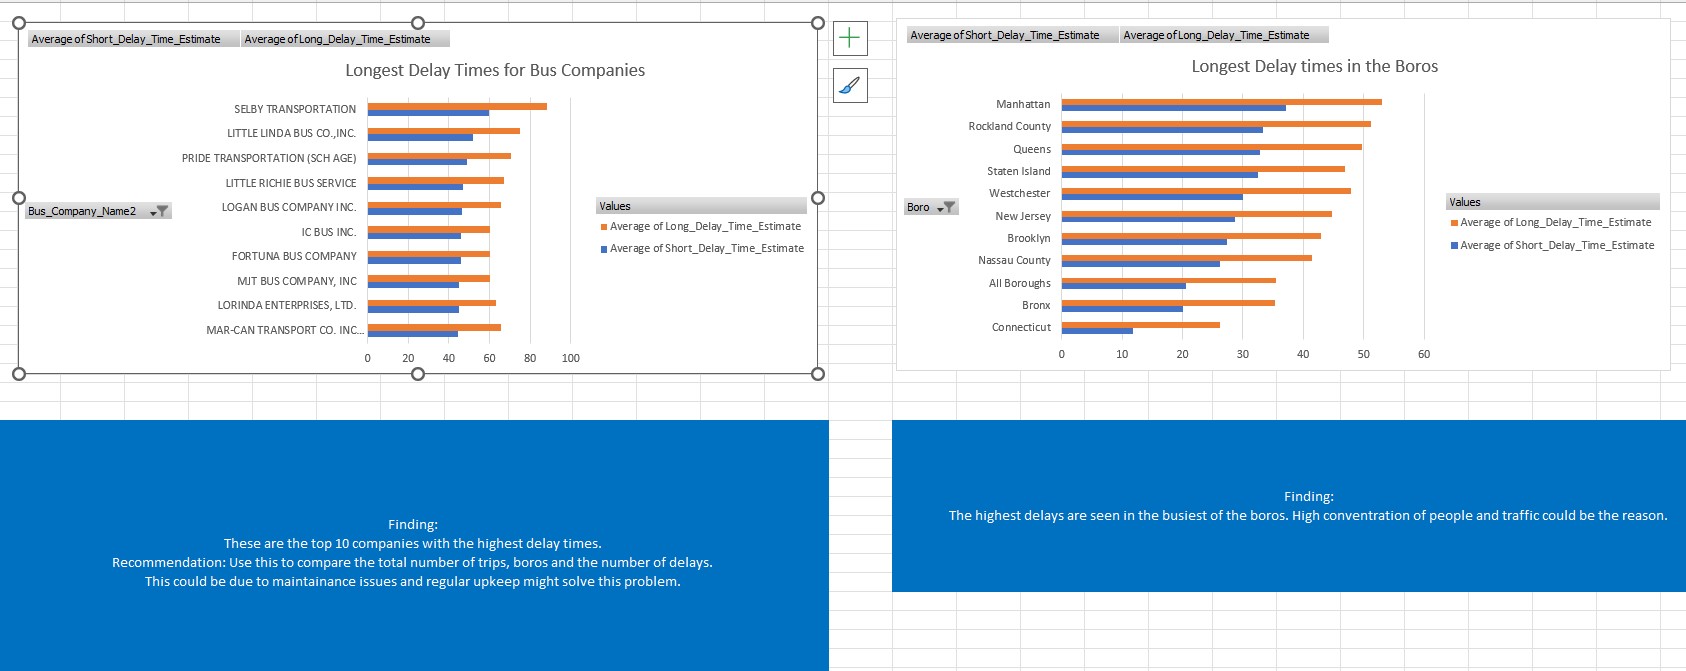 Average of Short_Delay_Time_Estimate
Average of Long_Delay_Time_Estimate
Longest Delay Times for Bus Companies
SELBY TRANSPORTATION
LITTLE LINDA BUS CO.,INC.
PRIDE TRANSPORTATION (SCH AGE)
LITTLE RICHIE BUS SERVICE
LOGAN BUS COMPANY INC.
IC BUS INC.
FORTUNA BUS COMPANY
MJT BUS COMPANY, INC
LORINDA ENTERPRISES, LTD.
MAR-CAN TRANSPORT CO. INC...
0 20 40 60 80 100
Bus_Company_Name2
Values
Average of Long_Delay_Time_Estimate
Average of Short_Delay_Time_Estimate
Finding:
These are the top 10 companies with the highest delay times.
Recommendation: Use this to compare the total number of trips, boros and the number of delays.
This could be due to maintainance issues and regular upkeep might solve this problem.
Average of Short_Delay_Time_Estimate
Average of Long_Delay_Time_Estimate
Longest Delay times in the Boros
Manhattan
Rockland County
Queens
Staten Island
Westchester
New Jersey
Brooklyn
Nassau County
All Boroughs
Bronx
Connecticut
0 10 20 30 40 50 60
Boro
Values
Average of Long_Delay_Time_Estimate
Average of Short_Delay_Time_Estimate
Finding:
The highest delays are seen in the busiest of the boros. High conventration of people and traffic could be the reason.